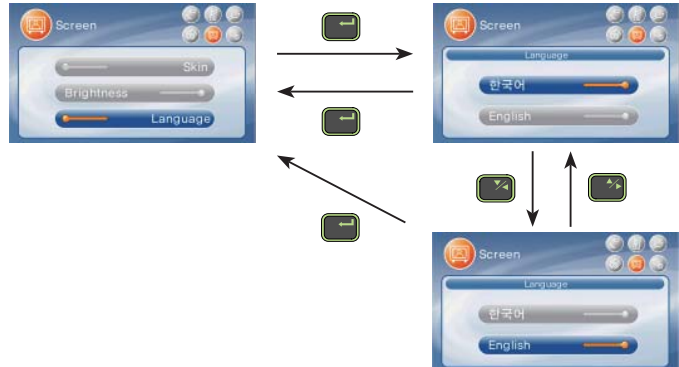 Screen
Skin
Brightness
Language
Screen
Language
한국어
English
Screen
Language
한국어
English